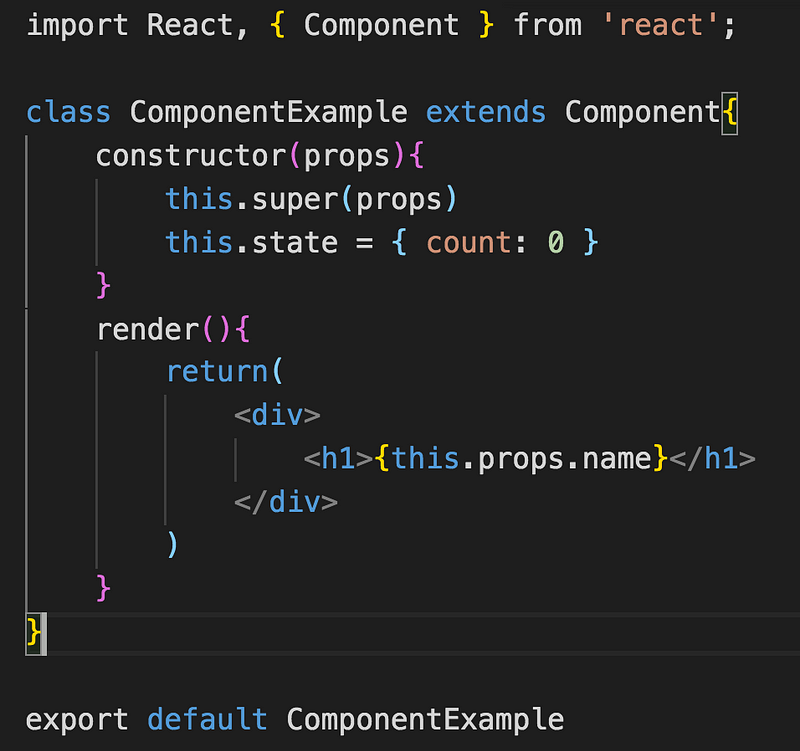 import React, { Component } from 'react';
class ComponentExample extends Component{
constructor(props){
this.super(props)
this.state = { count: 0 }
}
render(){
return(
<div>
<h1>{this.props.name}</h1>
</div>
)
}
}
export default ComponentExample